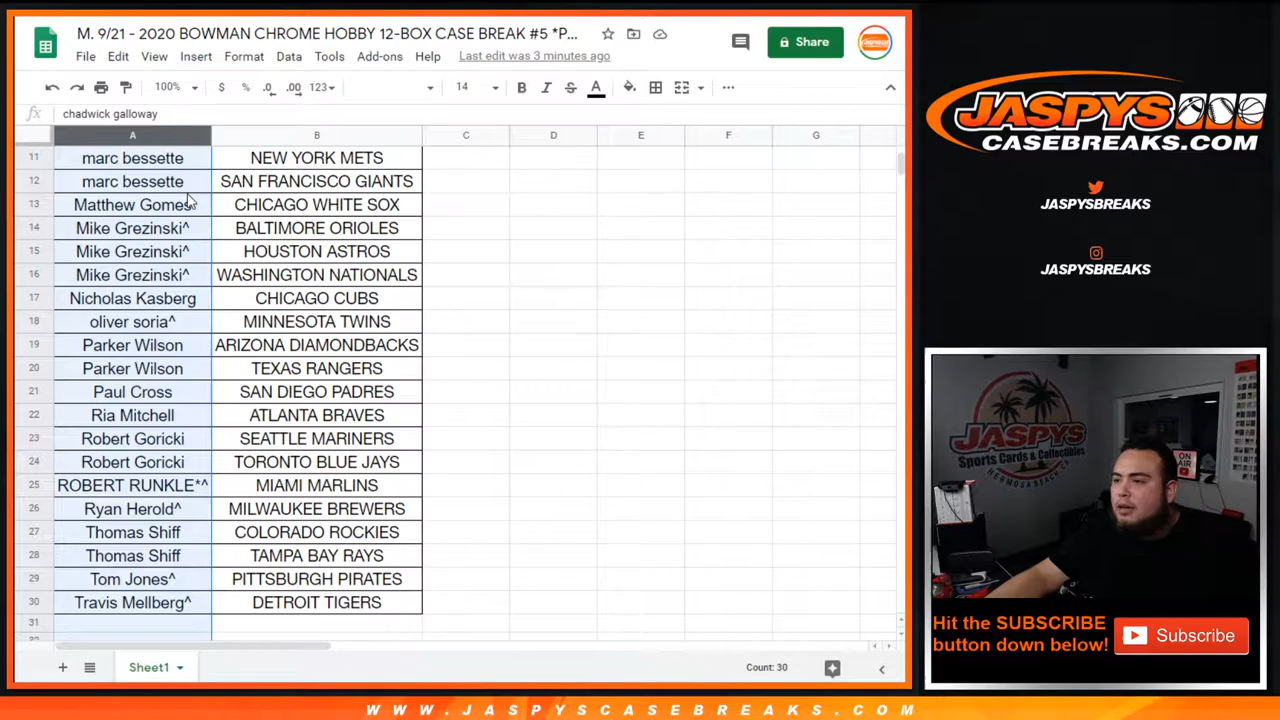 M. 9/21 - 2020 BOWMAN CHROME HOBBY 12-BOX CASE BREAK #5 *P...
File Edit View Insert Format Data Tools Add-ons Help Last edit was 3 minutes ago
Share
100% $ % .0 .00 123 14 B I S A
fx chadwick galloway
A B C D E F G
11 marc bessette NEW YORK METS
12 marc bessette SAN FRANCISCO GIANTS
13 Matthew Gomes CHICAGO WHITE SOX
14 Mike Grezinski^ BALTIMORE ORIOLES
15 Mike Grezinski^ HOUSTON ASTROS
16 Mike Grezinski^ WASHINGTON NATIONALS
17 Nicholas Kasberg CHICAGO CUBS
18 oliver soria^ MINNESOTA TWINS
19 Parker Wilson ARIZONA DIAMONDBACKS
20 Parker Wilson TEXAS RANGERS
21 Paul Cross SAN DIEGO PADRES
22 Ria Mitchell ATLANTA BRAVES
23 Robert Goricki SEATTLE MARINERS
24 Robert Goricki TORONTO BLUE JAYS
25 ROBERT RUNKLE*^ MIAMI MARLINS
26 Ryan Herold^ MILWAUKEE BREWERS
27 Thomas Shiff COLORADO ROCKIES
28 Thomas Shiff TAMPA BAY RAYS
29 Tom Jones^ PITTSBURGH PIRATES
30 Travis Mellberg^ DETROIT TIGERS
31
Sheet1
Count: 30
JASPYS
CASEBREAKS.COM
JASPYSBREAKS
JASPYSBREAKS
JASPYS
Sports Cards & Collectibles
HERMOSA BEACH, CA
ON AIR
Hit the SUBSCRIBE
button down below!
Subscribe
WWW.JASPYSCASEBREAKS.COM